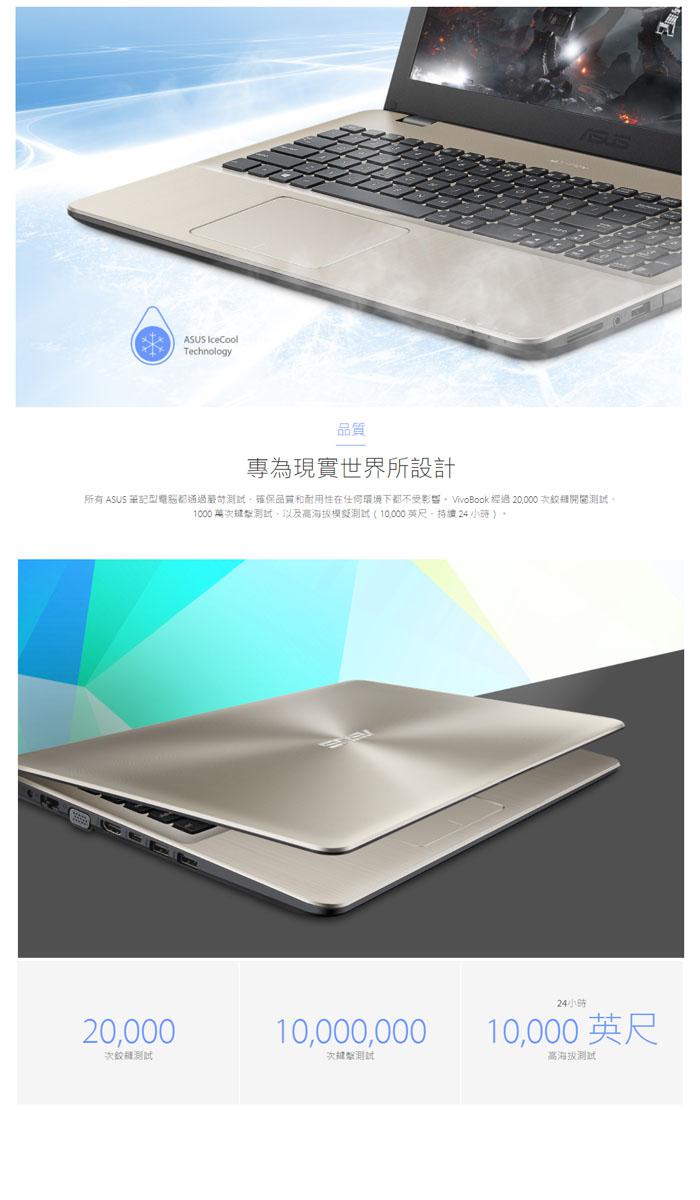 ASUS
ASUS IceCool
Technology
品質
專為現實世界所設計
所有 ASUS 筆記型電腦都通過嚴苛測試，確保品質和耐用性在任何環境下都不受影響。 VivoBook 經過 20,000 次鉸鏈開闔測試、
1000 萬次鍵擊測試、以及高海拔模擬測試 ( 10,000 英尺、持續 24 小時 ) 。
ASUS
20,000
次鉸鏈測試
10,000,000
次鍵擊測試
24小時
10,000 英尺
高海拔測試